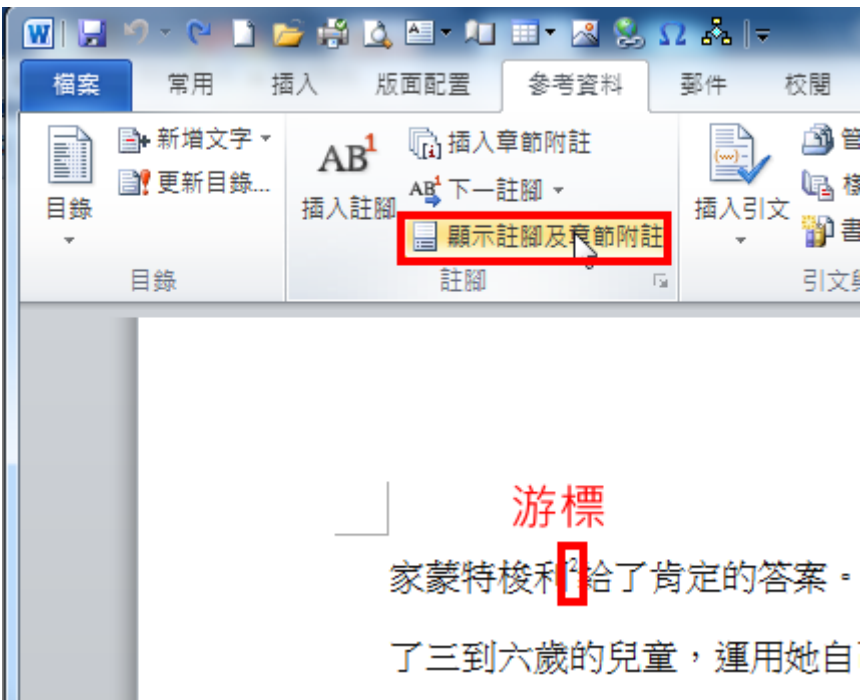 W
檔案 常用 插入 版面配置 參考資料 郵件 校閱
新增文字 AB¹ 插入章節附註
更新目錄... 下一註腳
目錄 插入註腳 顯示註腳及章節附註 插入引文
目錄 註腳 引文
游標
家蒙特梭利²給了肯定的答案。
了三到六歲的兒童，運用她自